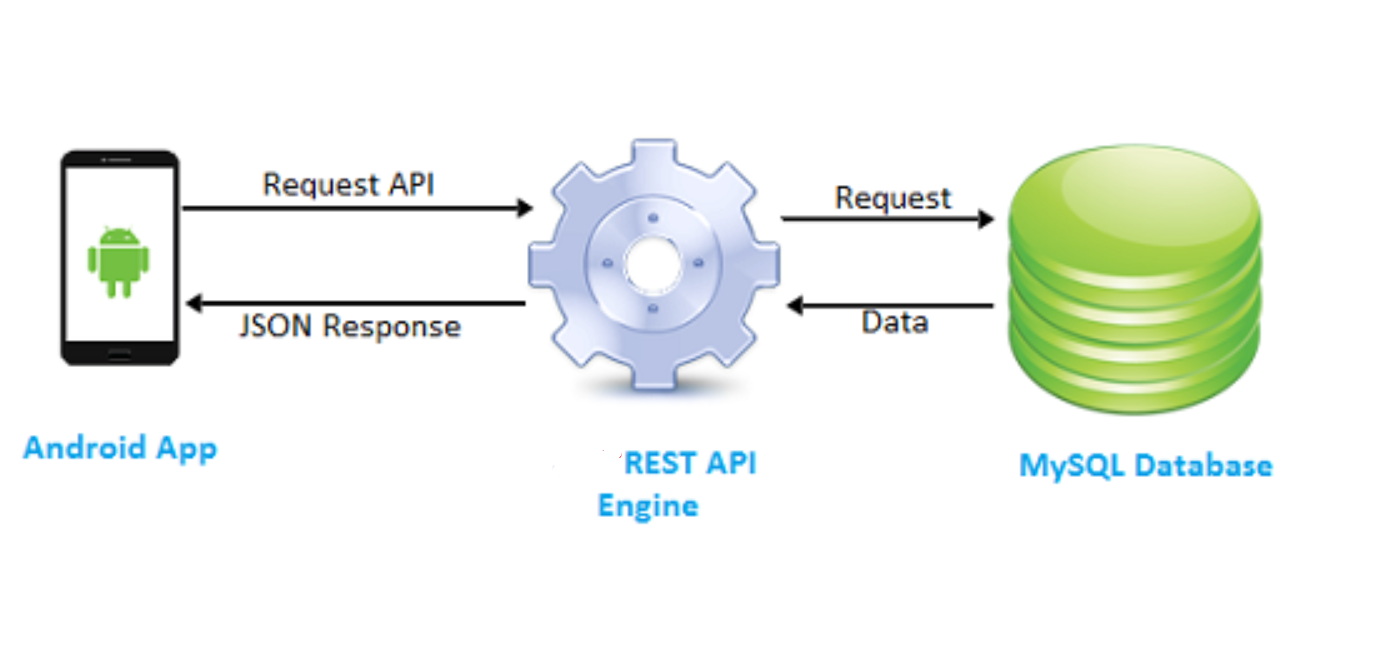 Request API
Request
JSON Response
Data
Android App
REST API
Engine
MySQL Database